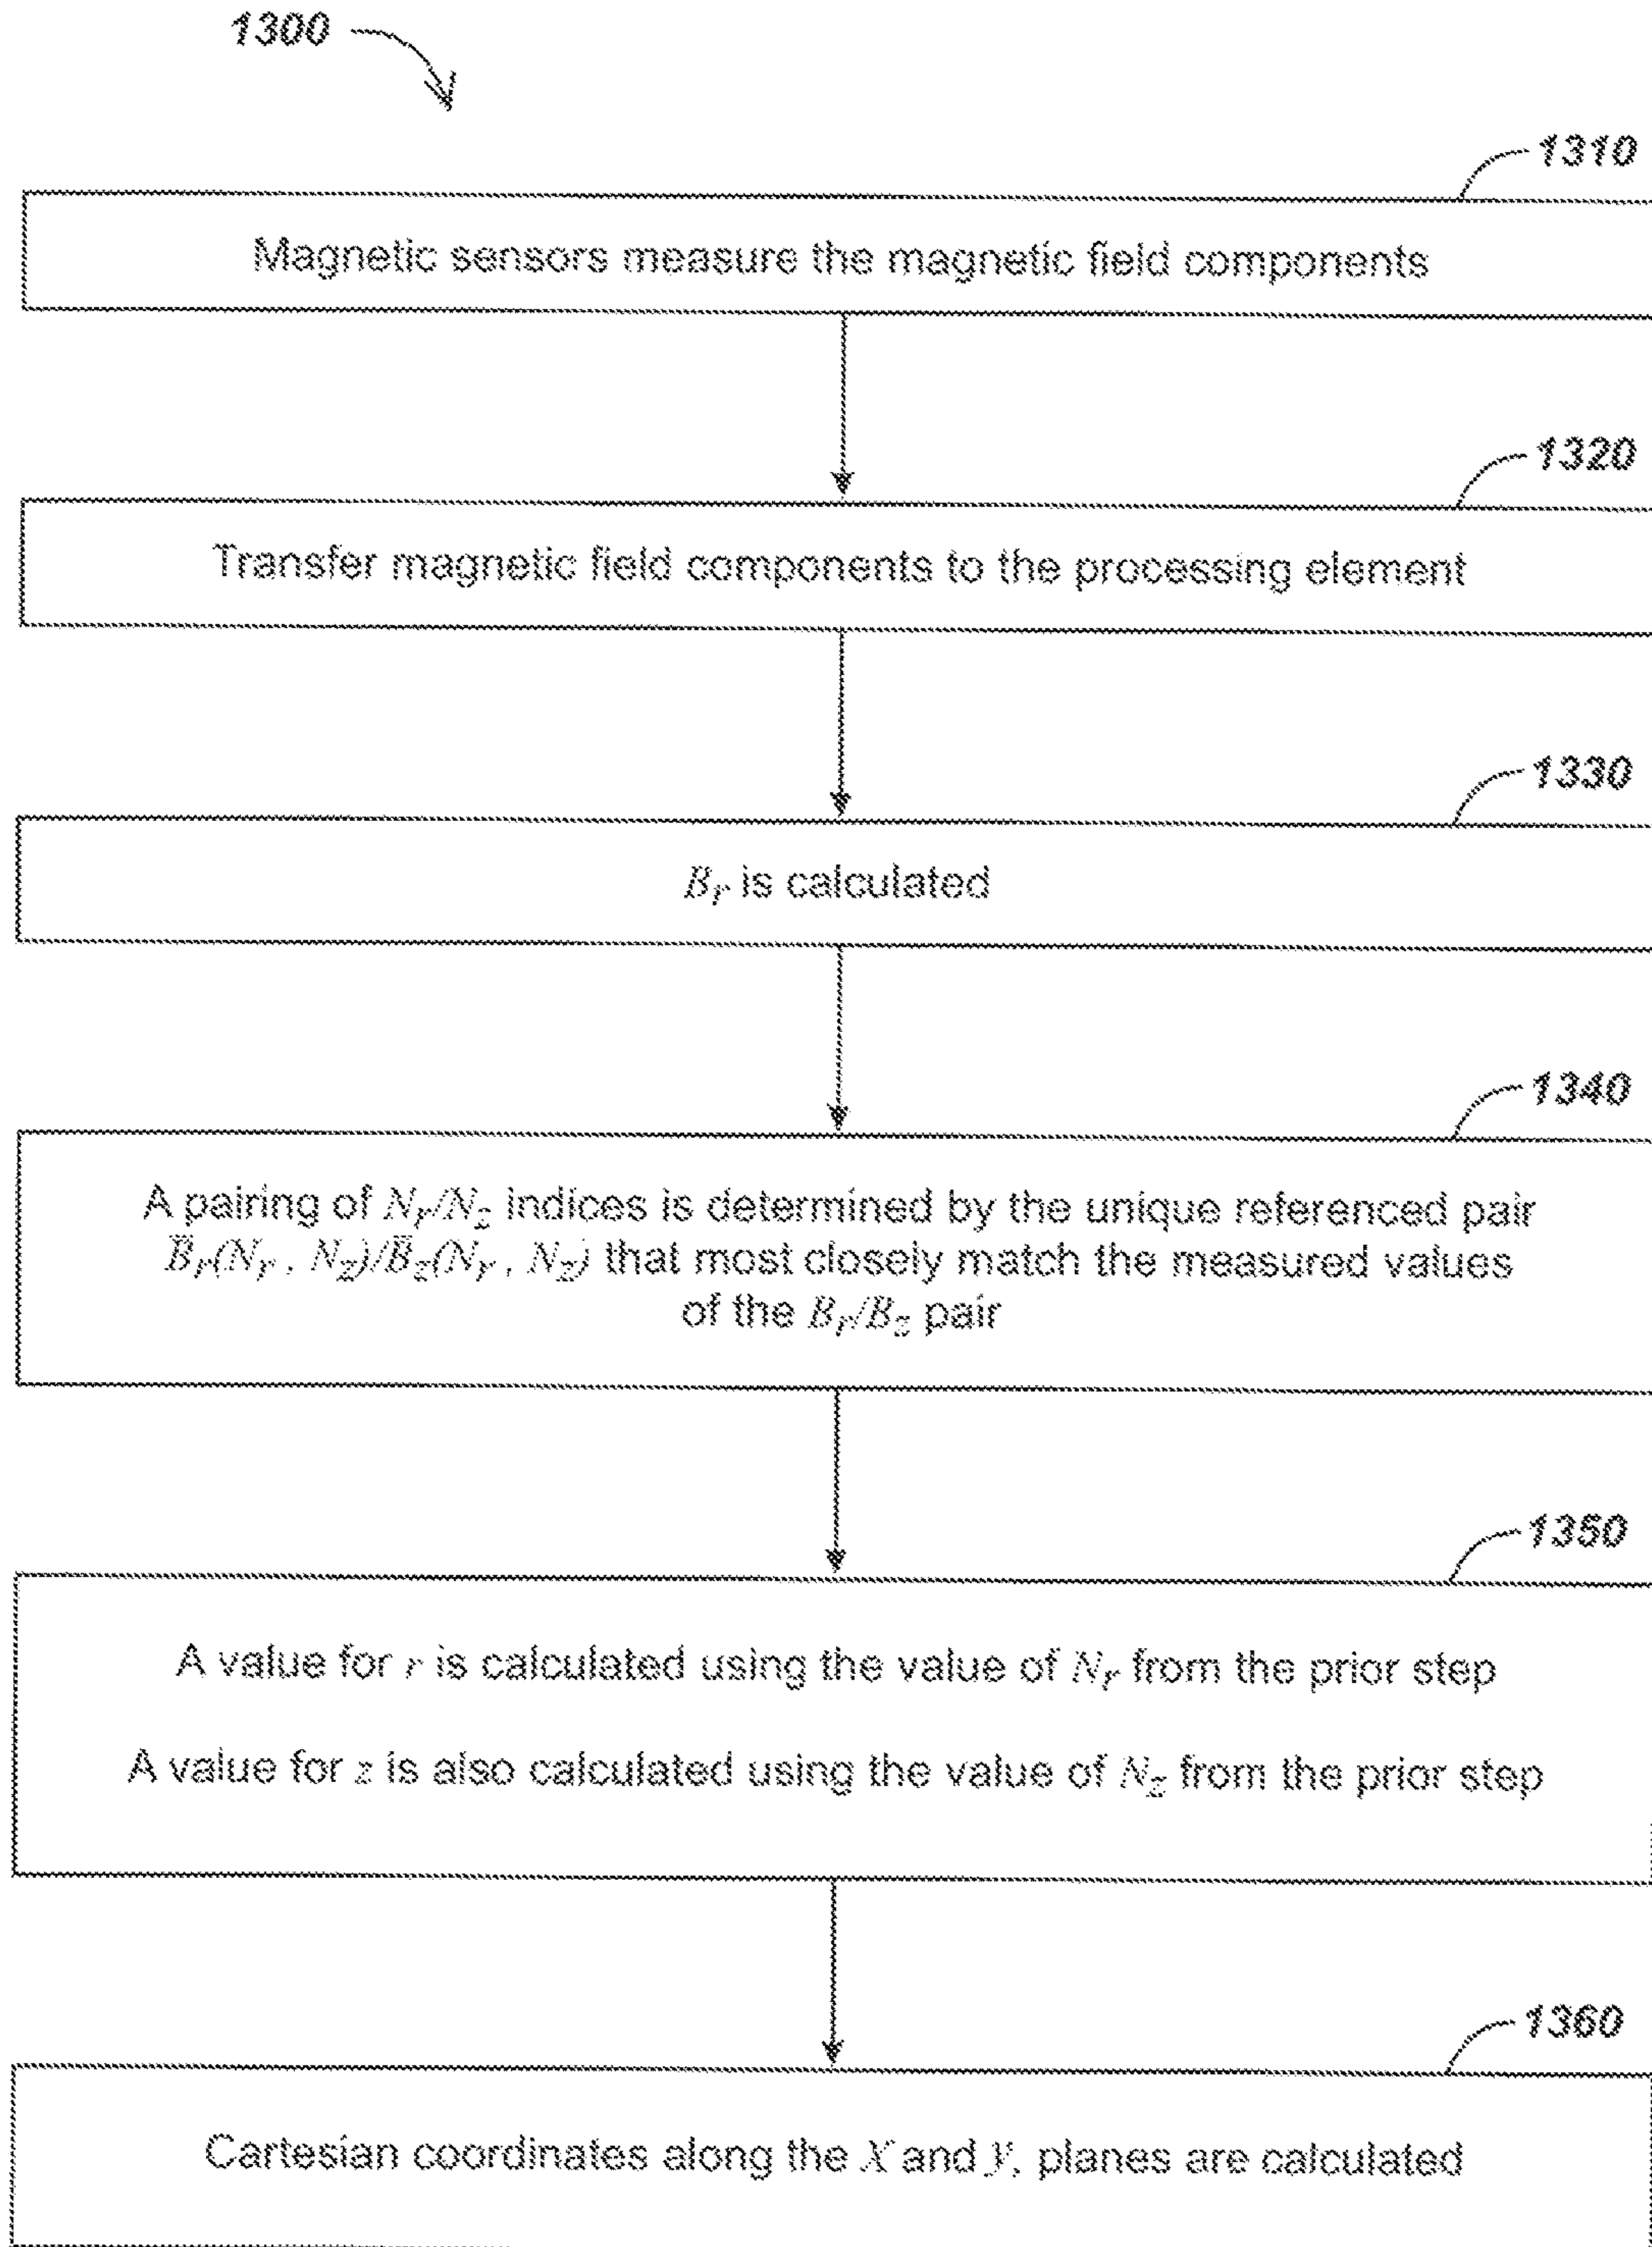 1300
1310
Magnetic sensors measure the magnetic field components
1320
Transfer magnetic field components to the processing element
1330
Br is calculated
1340
A pairing of Nr/Nz indices is determined by the unique referenced pair
B̅r(Nr , Nz)/B̅z(Nr , Nz) that most closely match the measured values
of the Br/Bz pair
1350
A value for r is calculated using the value of Nr from the prior step
A value for z is also calculated using the value of Nz from the prior step
1360
Cartesian coordinates along the X and y, planes are calculated